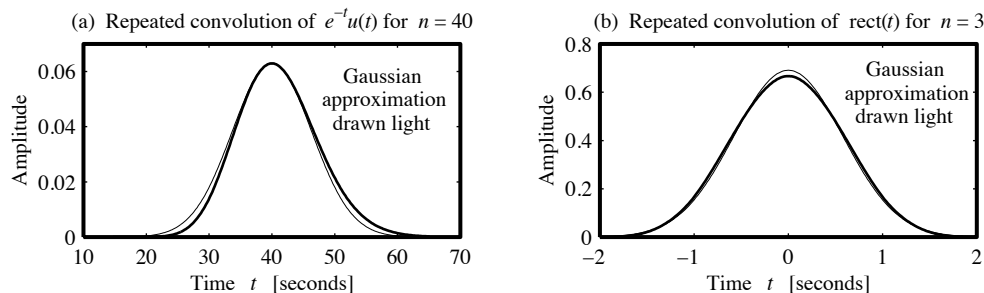 (a) Repeated convolution of e^{-t}u(t) for n = 40
0.06
0.04
0.02
0
Amplitude
Gaussian
approximation
drawn light
10 20 30 40 50 60 70
Time t [seconds]
(b) Repeated convolution of rect(t) for n = 3
0.8
0.6
0.4
0.2
0
Amplitude
Gaussian
approximation
drawn light
−2 −1 0 1 2
Time t [seconds]